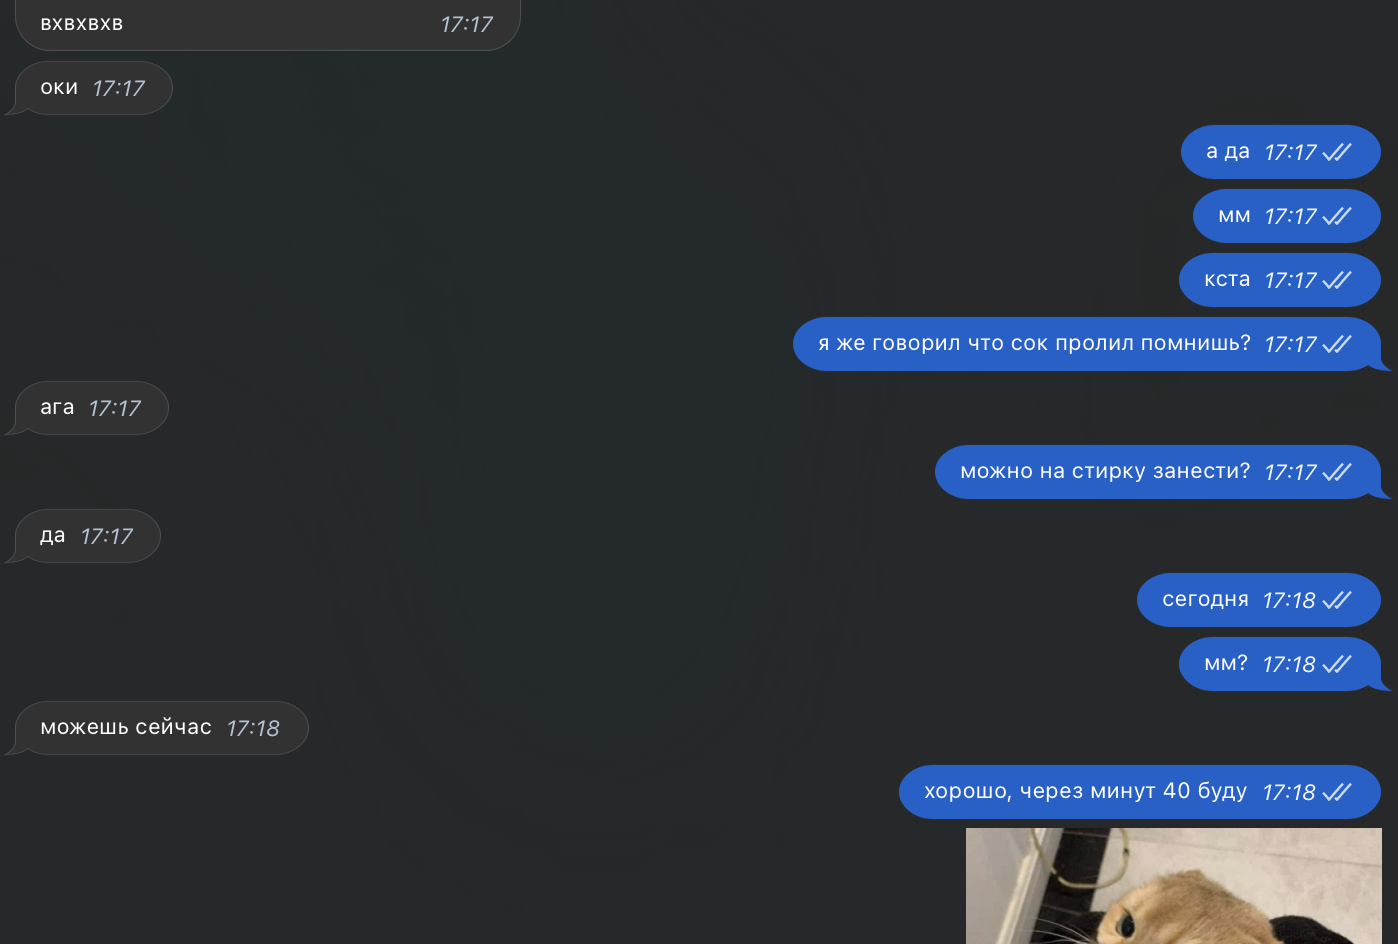 вхвхвхв 17:17
оки 17:17
а да 17:17
мм 17:17
кста 17:17
я же говорил что сок пролил помнишь? 17:17
ага 17:17
можно на стирку занести? 17:17
да 17:17
сегодня 17:18
мм? 17:18
можешь сейчас 17:18
хорошо, через минут 40 буду 17:18